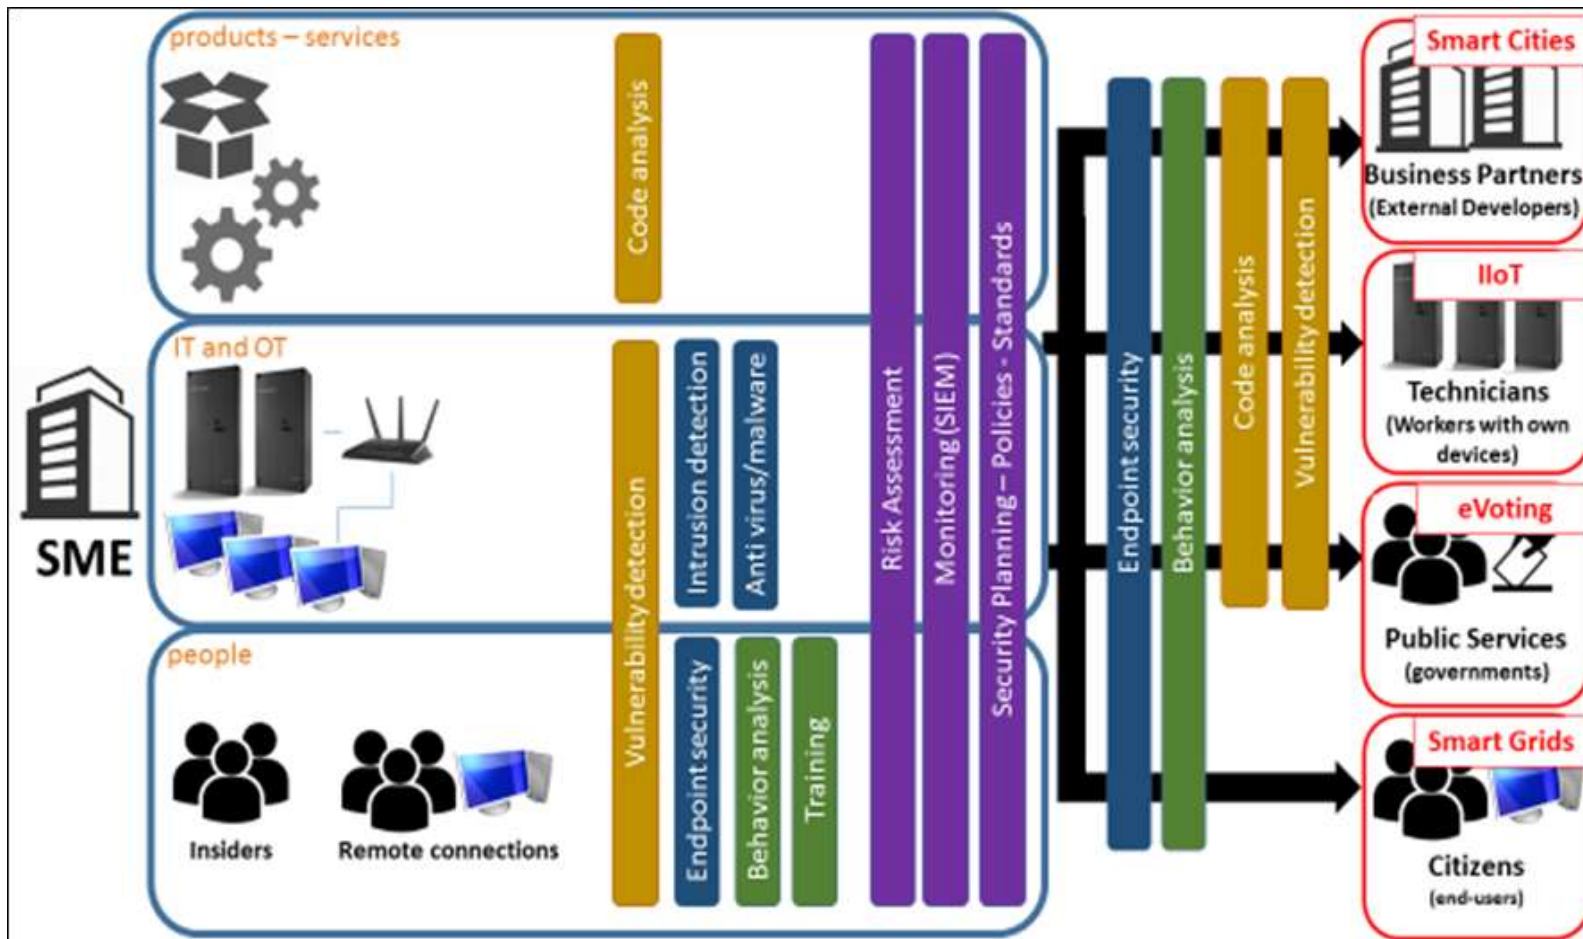 products – services
Code analysis
IT and OT
SME
Vulnerability detection
Intrusion detection
Anti virus/malware
people
Insiders
Remote connections
Endpoint security
Behavior analysis
Training
Risk Assessment
Monitoring (SIEM)
Security Planning – Policies - Standards
Endpoint security
Behavior analysis
Code analysis
Vulnerability detection
Smart Cities
Business Partners
(External Developers)
IIoT
Technicians
(Workers with own
devices)
eVoting
Public Services
(governments)
Smart Grids
Citizens
(end-users)